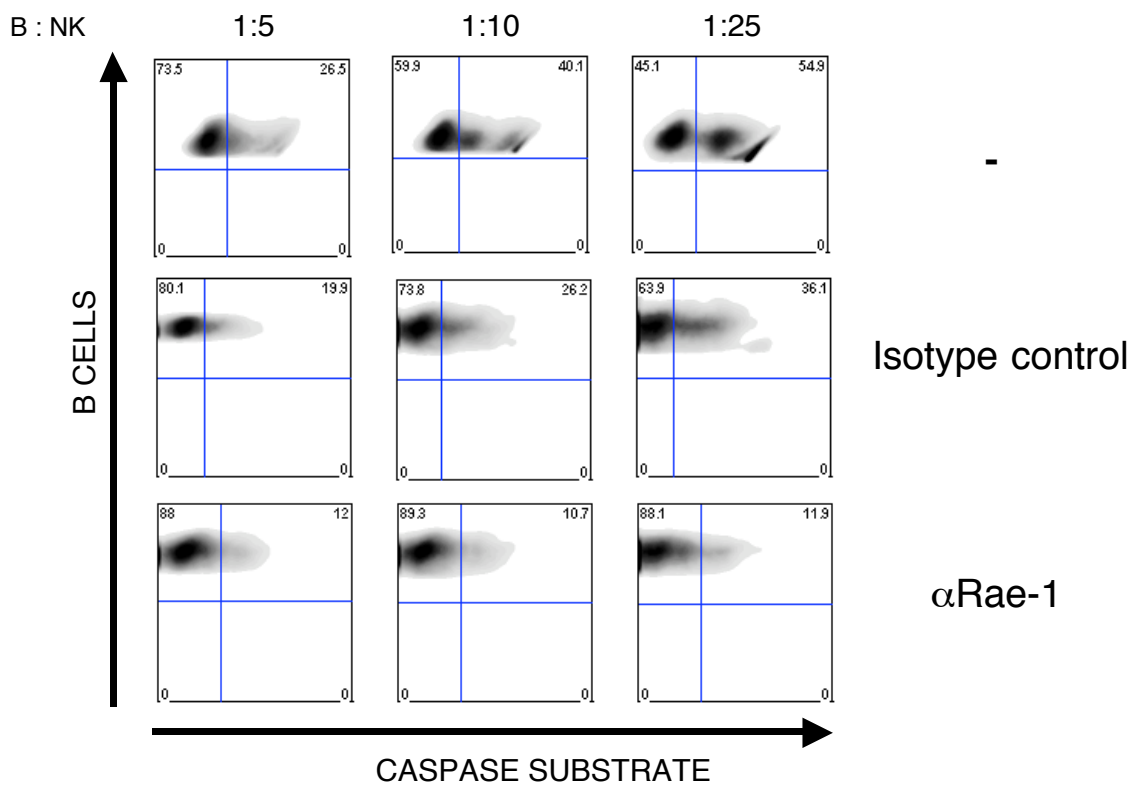 B : NK 1:5 1:10 1:25
73.5 26.5 59.9 40.1 45.1 54.9
-
0 0 0 0 0 0
80.1 19.9 73.8 26.2 63.9 36.1
Isotype control
0 0 0 0 0 0
88 12 89.3 10.7 88.1 11.9
αRae-1
0 0 0 0 0 0
B CELLS
CASPASE SUBSTRATE